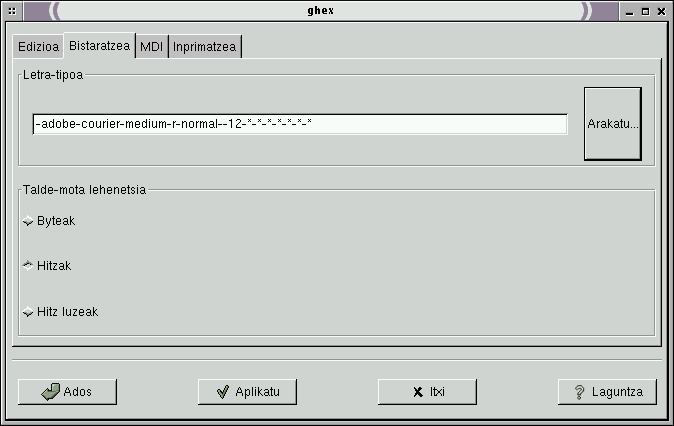 ghex
Edizioa Bistaratzea MDI Inprimatzea
Letra-tipoa
-adobe-courier-medium-r-normal--12-*-*-*-*-*-*-*
Arakatu...
Talde-mota lehenetsia
Byteak
Hitzak
Hitz luzeak
Ados Aplikatu Itxi Laguntza